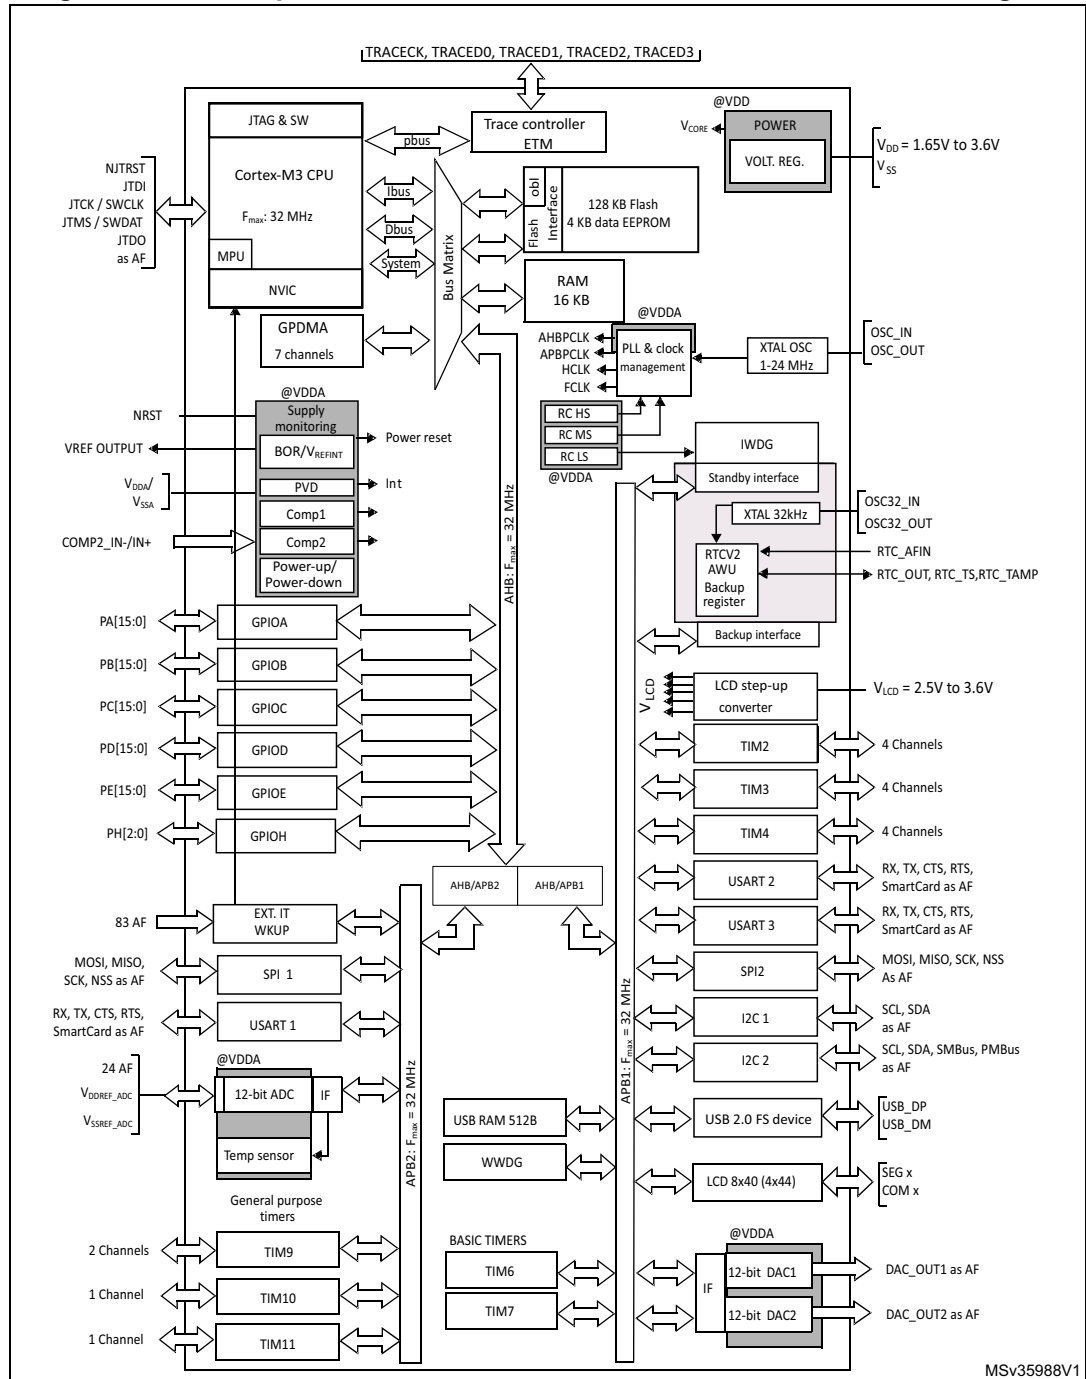 TRACECK, TRACED0, TRACED1, TRACED2, TRACED3
JTAG & SW
Cortex-M3 CPU
Fmax: 32 MHz
MPU
NVIC
NJTRST
JTDI
JTCK / SWCLK
JTMS / SWDAT
JTDO
as AF
pbus
Ibus
Dbus
System
Trace controller
ETM
Bus Matrix
obl
Flash
Interface
128 KB Flash
4 KB data EEPROM
RAM
16 KB
@VDD
VCORE
POWER
VOLT. REG.
VDD = 1.65V to 3.6V
VSS
GPDMA
7 channels
@VDDA
AHBPCLK
APBPCLK
HCLK
FCLK
PLL & clock
management
XTAL OSC
1-24 MHz
OSC_IN
OSC_OUT
RC HS
RC MS
RC LS
@VDDA
IWDG
Standby interface
XTAL 32kHz
OSC32_IN
OSC32_OUT
RTCV2
AWU
Backup
register
RTC_AFIN
RTC_OUT, RTC_TS,RTC_TAMP
Backup interface
@VDDA
Supply
monitoring
NRST
VREF OUTPUT
BOR/VREFINT
Power reset
VDDA/
VSSA
PVD
Int
Comp1
COMP2_IN-/IN+
Comp2
Power-up/
Power-down
AHB: Fmax = 32 MHz
PA[15:0]
GPIOA
PB[15:0]
GPIOB
PC[15:0]
GPIOC
PD[15:0]
GPIOD
PE[15:0]
GPIOE
PH[2:0]
GPIOH
VLCD
LCD step-up
converter
VLCD = 2.5V to 3.6V
TIM2
4 Channels
TIM3
4 Channels
TIM4
4 Channels
AHB/APB2
AHB/APB1
USART 2
RX, TX, CTS, RTS,
SmartCard as AF
USART 3
RX, TX, CTS, RTS,
SmartCard as AF
SPI2
MOSI, MISO, SCK, NSS
As AF
I2C 1
SCL, SDA
as AF
I2C 2
SCL, SDA, SMBus, PMBus
as AF
83 AF
EXT. IT
WKUP
MOSI, MISO,
SCK, NSS as AF
SPI 1
RX, TX, CTS, RTS,
SmartCard as AF
USART 1
@VDDA
24 AF
VDDREF_ADC
VSSREF_ADC
12-bit ADC
IF
Temp sensor
APB2: Fmax = 32 MHz
APB1: Fmax = 32 MHz
USB RAM 512B
WWDG
USB 2.0 FS device
USB_DP
USB_DM
LCD 8x40 (4x44)
SEG x
COM x
General purpose
timers
2 Channels
TIM9
1 Channel
TIM10
1 Channel
TIM11
BASIC TIMERS
TIM6
TIM7
@VDDA
IF
12-bit DAC1
DAC_OUT1 as AF
12-bit DAC2
DAC_OUT2 as AF
MSv35988V1